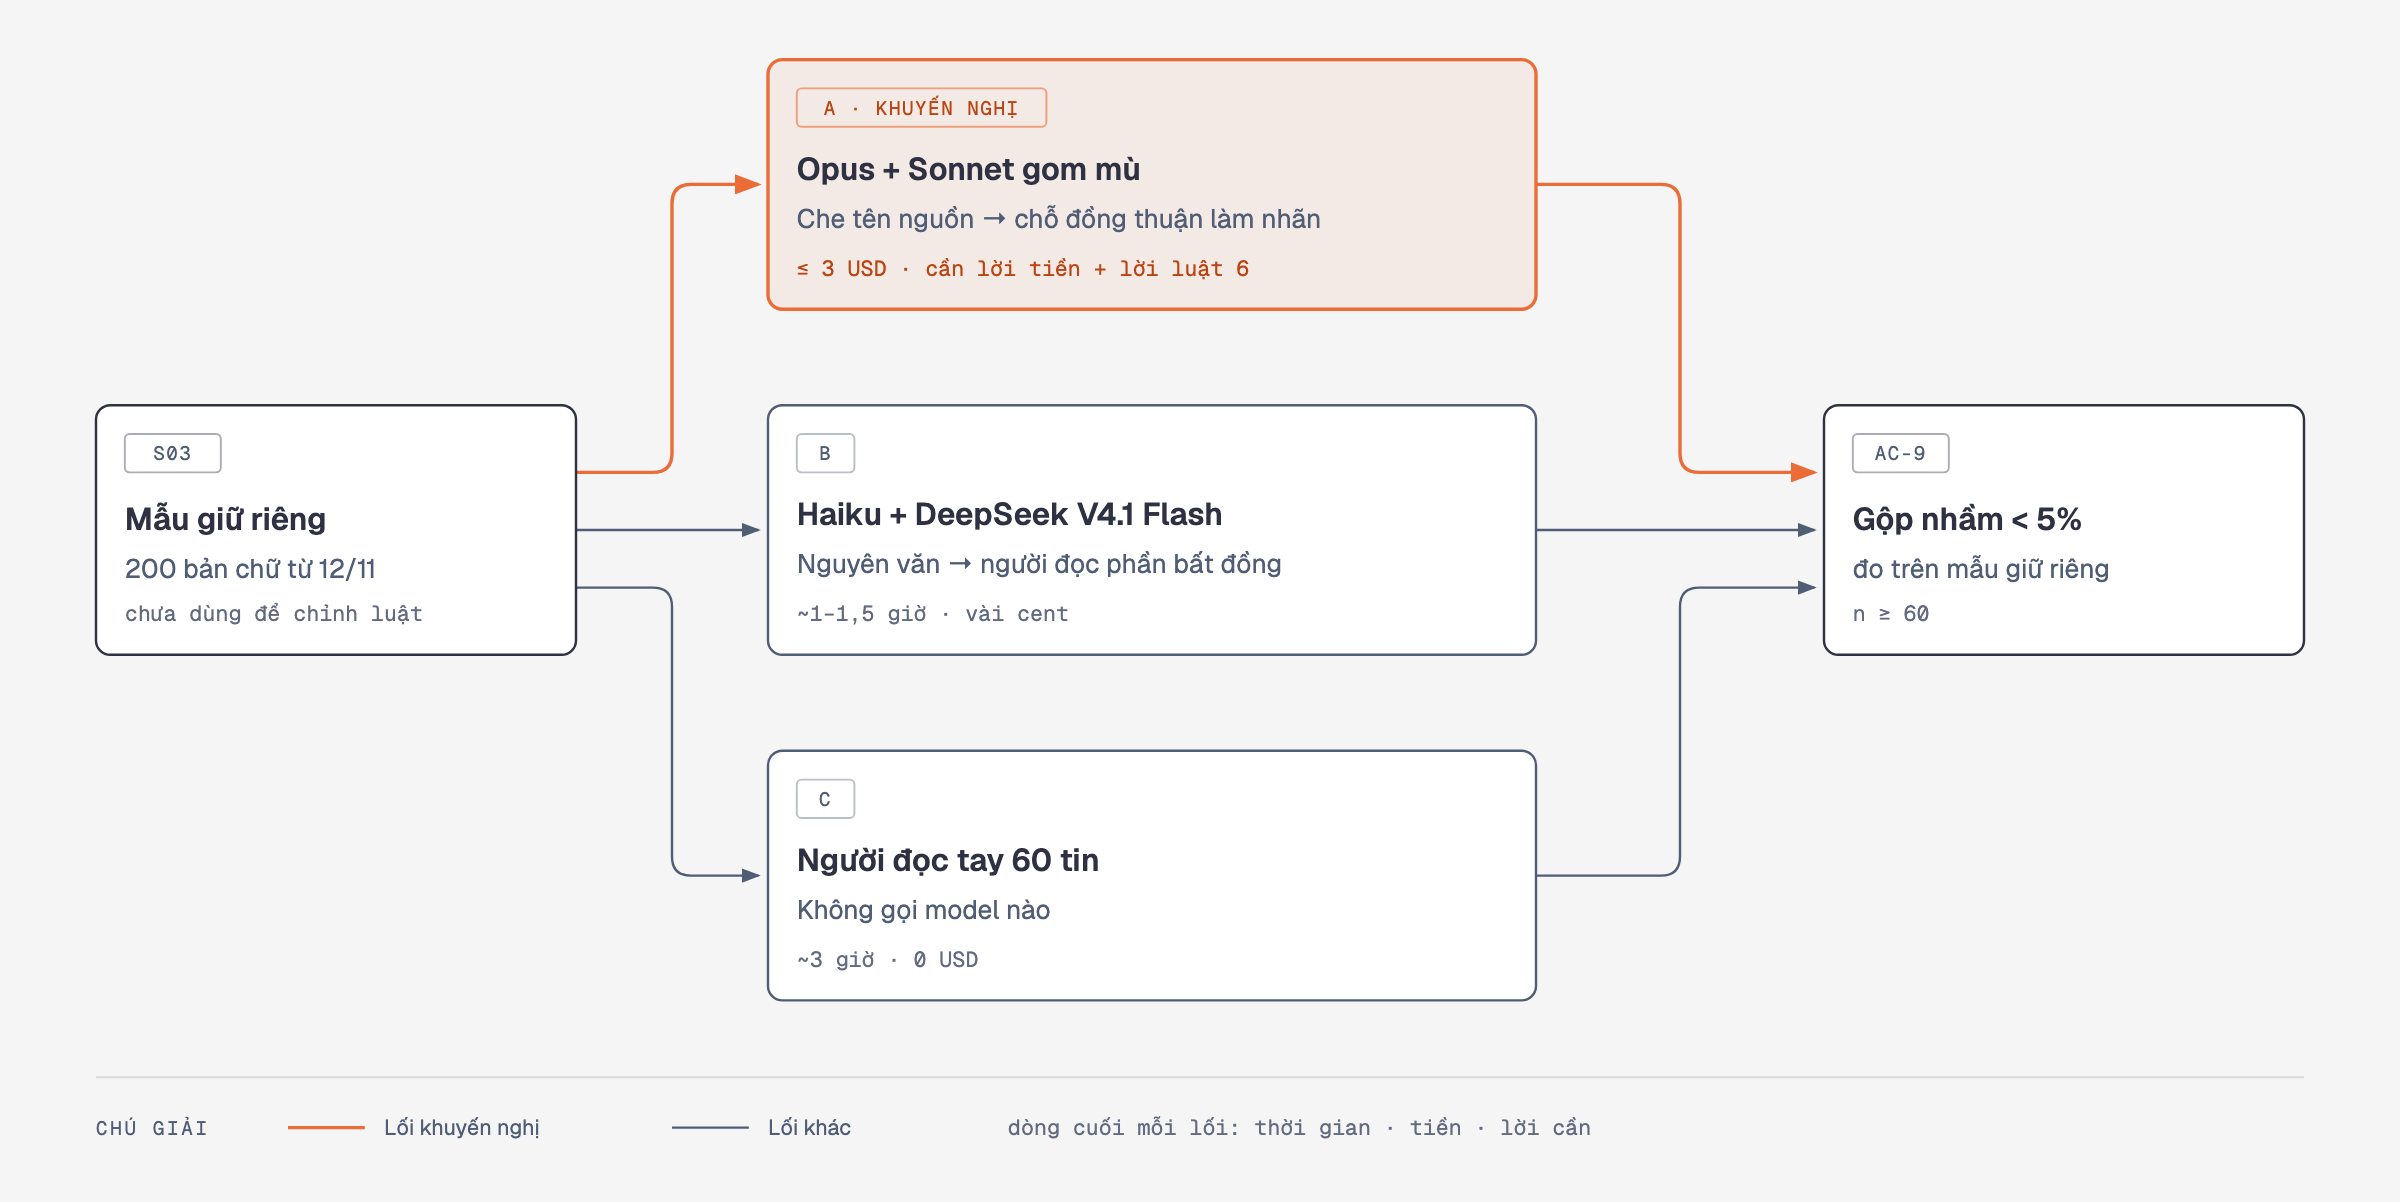 A · KHUYẾN NGHỊ
Opus + Sonnet gom mù
Che tên nguồn → chỗ đồng thuận làm nhãn
≤ 3 USD · cần lời tiền + lời luật 6
S03
Mẫu giữ riêng
200 bản chữ từ 12/11
chưa dùng để chỉnh luật
B
Haiku + DeepSeek V4.1 Flash
Nguyên văn → người đọc phần bất đồng
~1–1,5 giờ · vài cent
AC-9
Gộp nhầm < 5%
đo trên mẫu giữ riêng
n ≥ 60
C
Người đọc tay 60 tin
Không gọi model nào
~3 giờ · 0 USD
CHÚ GIẢI
Lối khuyến nghị
Lối khác
dòng cuối mỗi lối: thời gian · tiền · lời cần